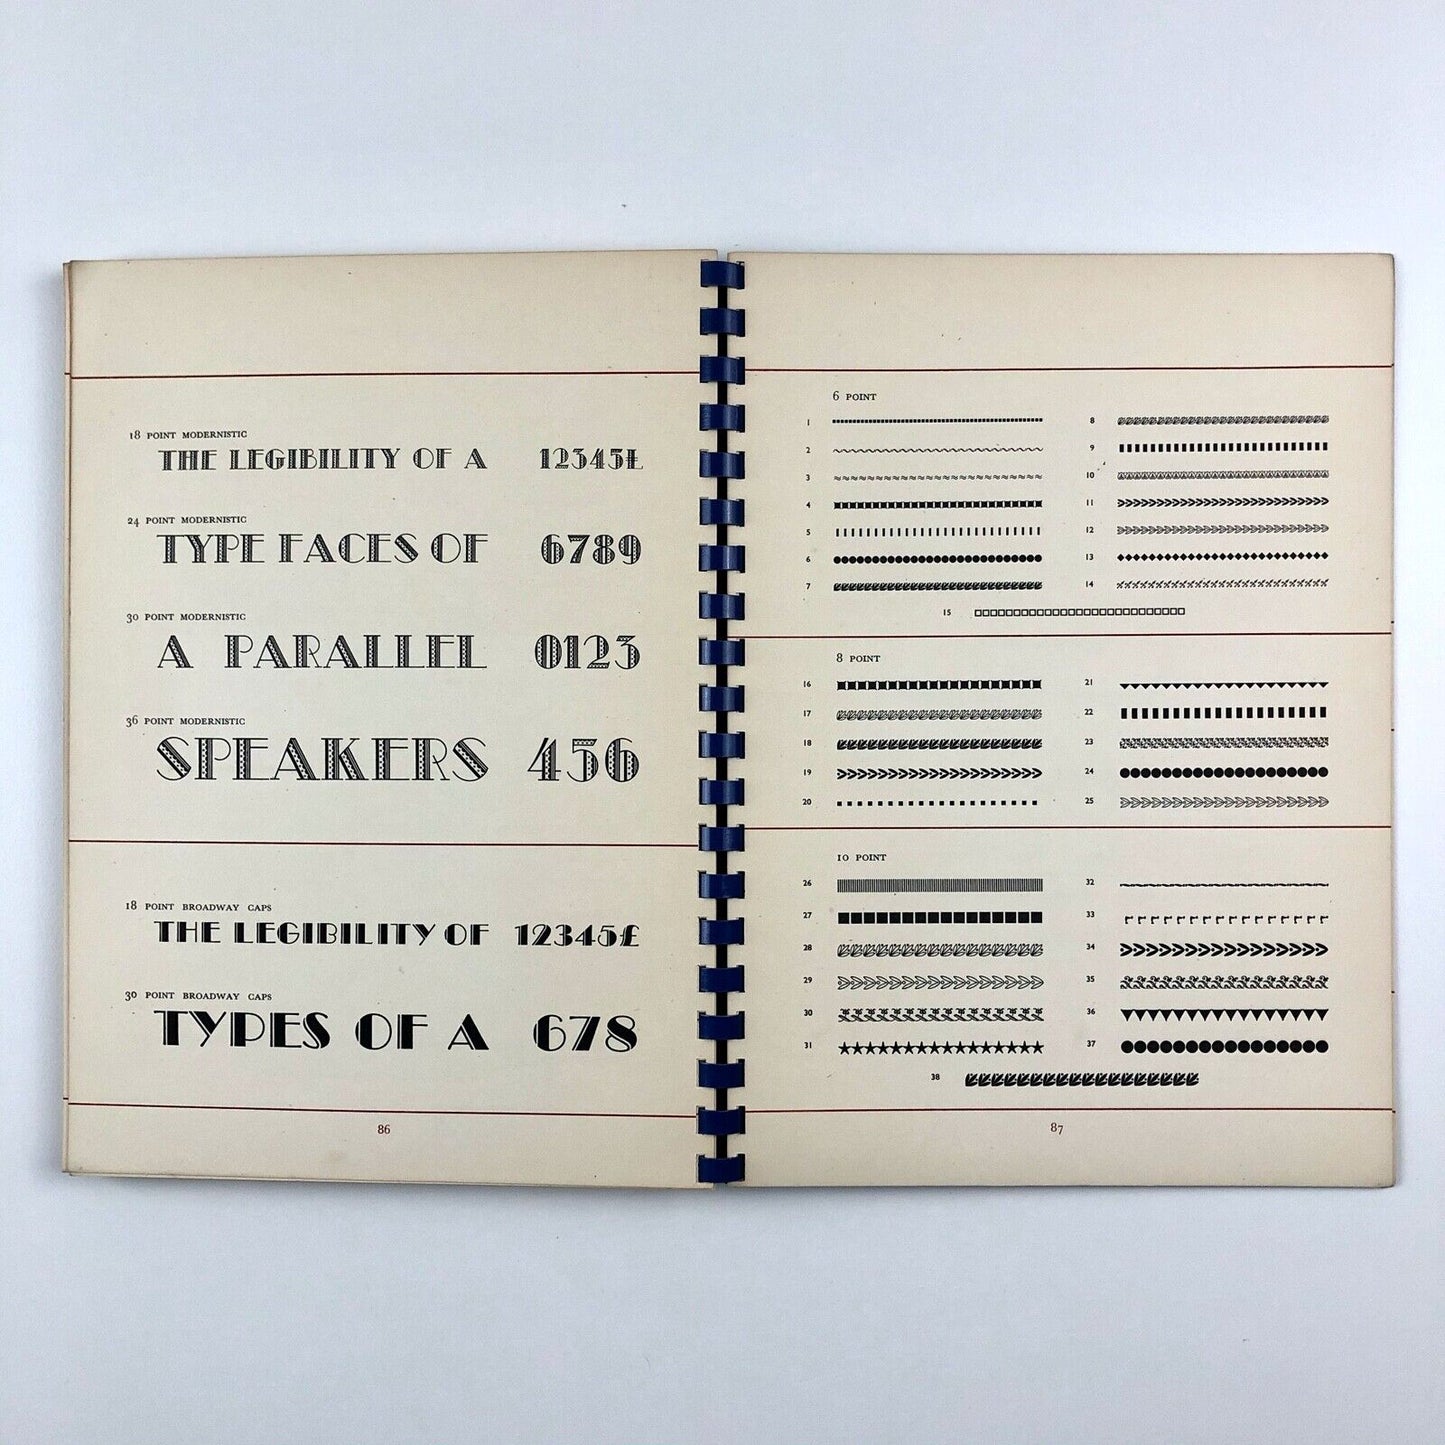 18 POINT MODERNISTIC
THE LEGIBILITY OF A 12345£
24 POINT MODERNISTIC
TYPE FACES OF 6789
30 POINT MODERNISTIC
A PARALLEL 0123
36 POINT MODERNISTIC
SPEAKERS 456
18 POINT BROADWAY CAPS
THE LEGIBILITY OF 12345£
30 POINT BROADWAY CAPS
TYPES OF A 678
86
6 POINT
1
2
3
4
5
6
7
8
9
10
11
12
13
14
15
8 POINT
16
17
18
19
20
21
22
23
24
25
10 POINT
26
27
28
29
30
31
32
33
34
35
36
37
38
87